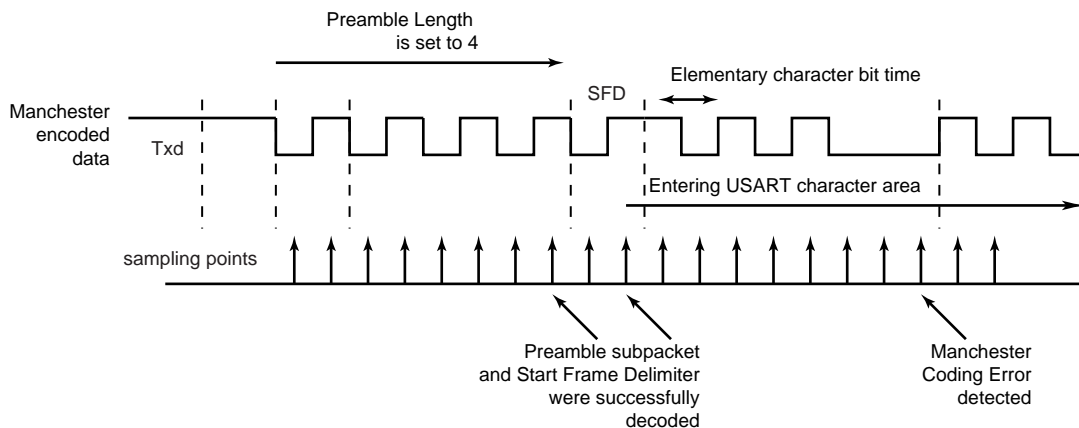 Preamble Length
is set to 4
Elementary character bit time
SFD
Manchester
encoded
data
Txd
Entering USART character area
sampling points
Preamble subpacket
and Start Frame Delimiter
were successfully
decoded
Manchester
Coding Error
detected